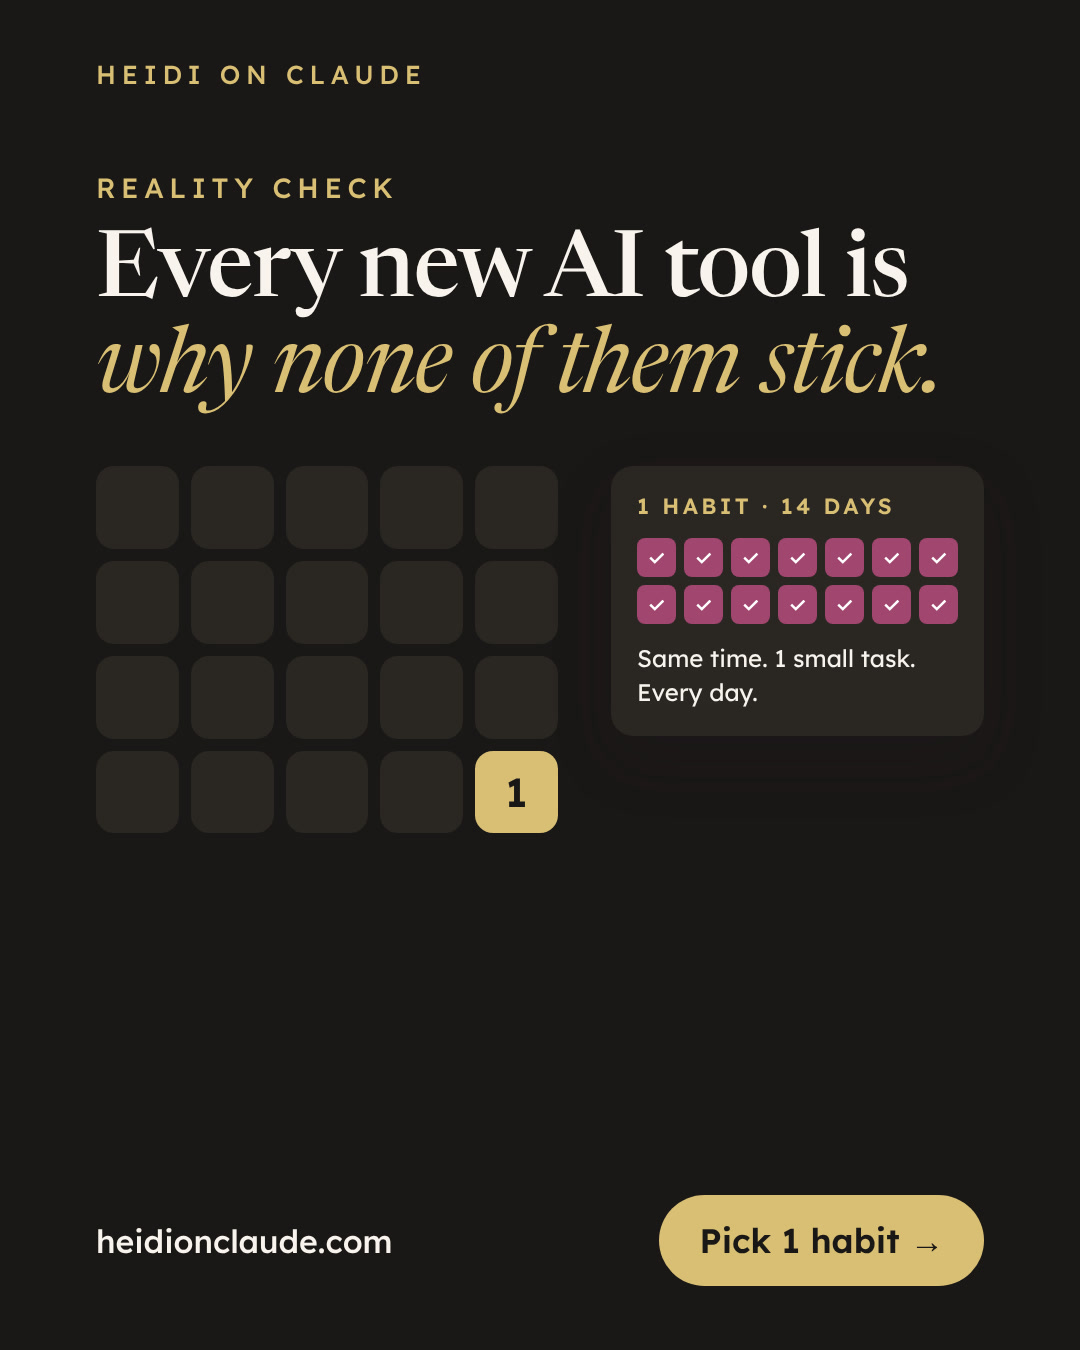 HEIDI ON CLAUDE
REALITY CHECK
Every new AI tool is
why none of them stick.
1
1 HABIT · 14 DAYS
Same time. 1 small task.
Every day.
heidionclaude.com
Pick 1 habit →